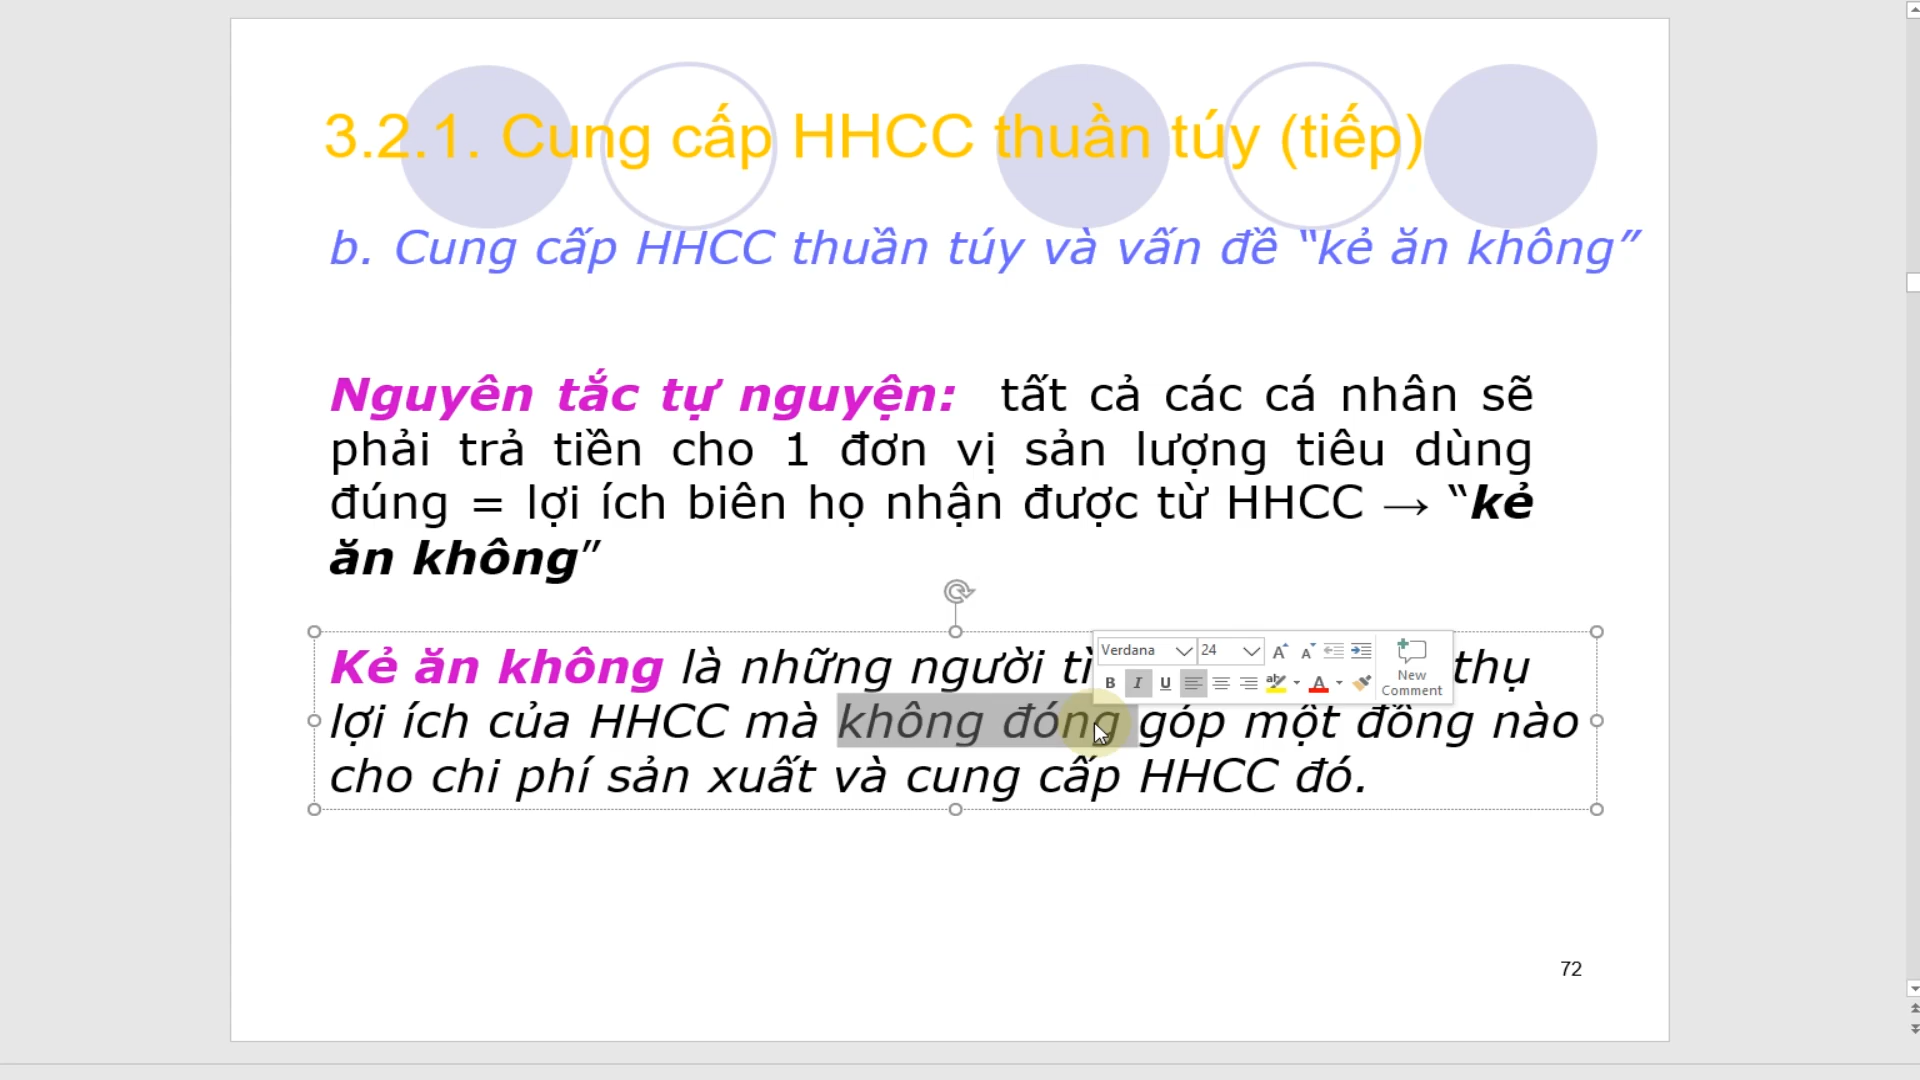 3.2.1. Cung cấp HHCC thuần túy (tiếp)
b. Cung cấp HHCC thuần túy và vấn đề “kẻ ăn không”
Nguyên tắc tự nguyện: tất cả các cá nhân sẽ
phải trả tiền cho 1 đơn vị sản lượng tiêu dùng
đúng = lợi ích biên họ nhận được từ HHCC → “kẻ
ăn không”
Kẻ ăn không là những người thụ
Verdana 24
B I U A New
Comment
lợi ích của HHCC mà không đóng góp một đồng nào
cho chi phí sản xuất và cung cấp HHCC đó.
72